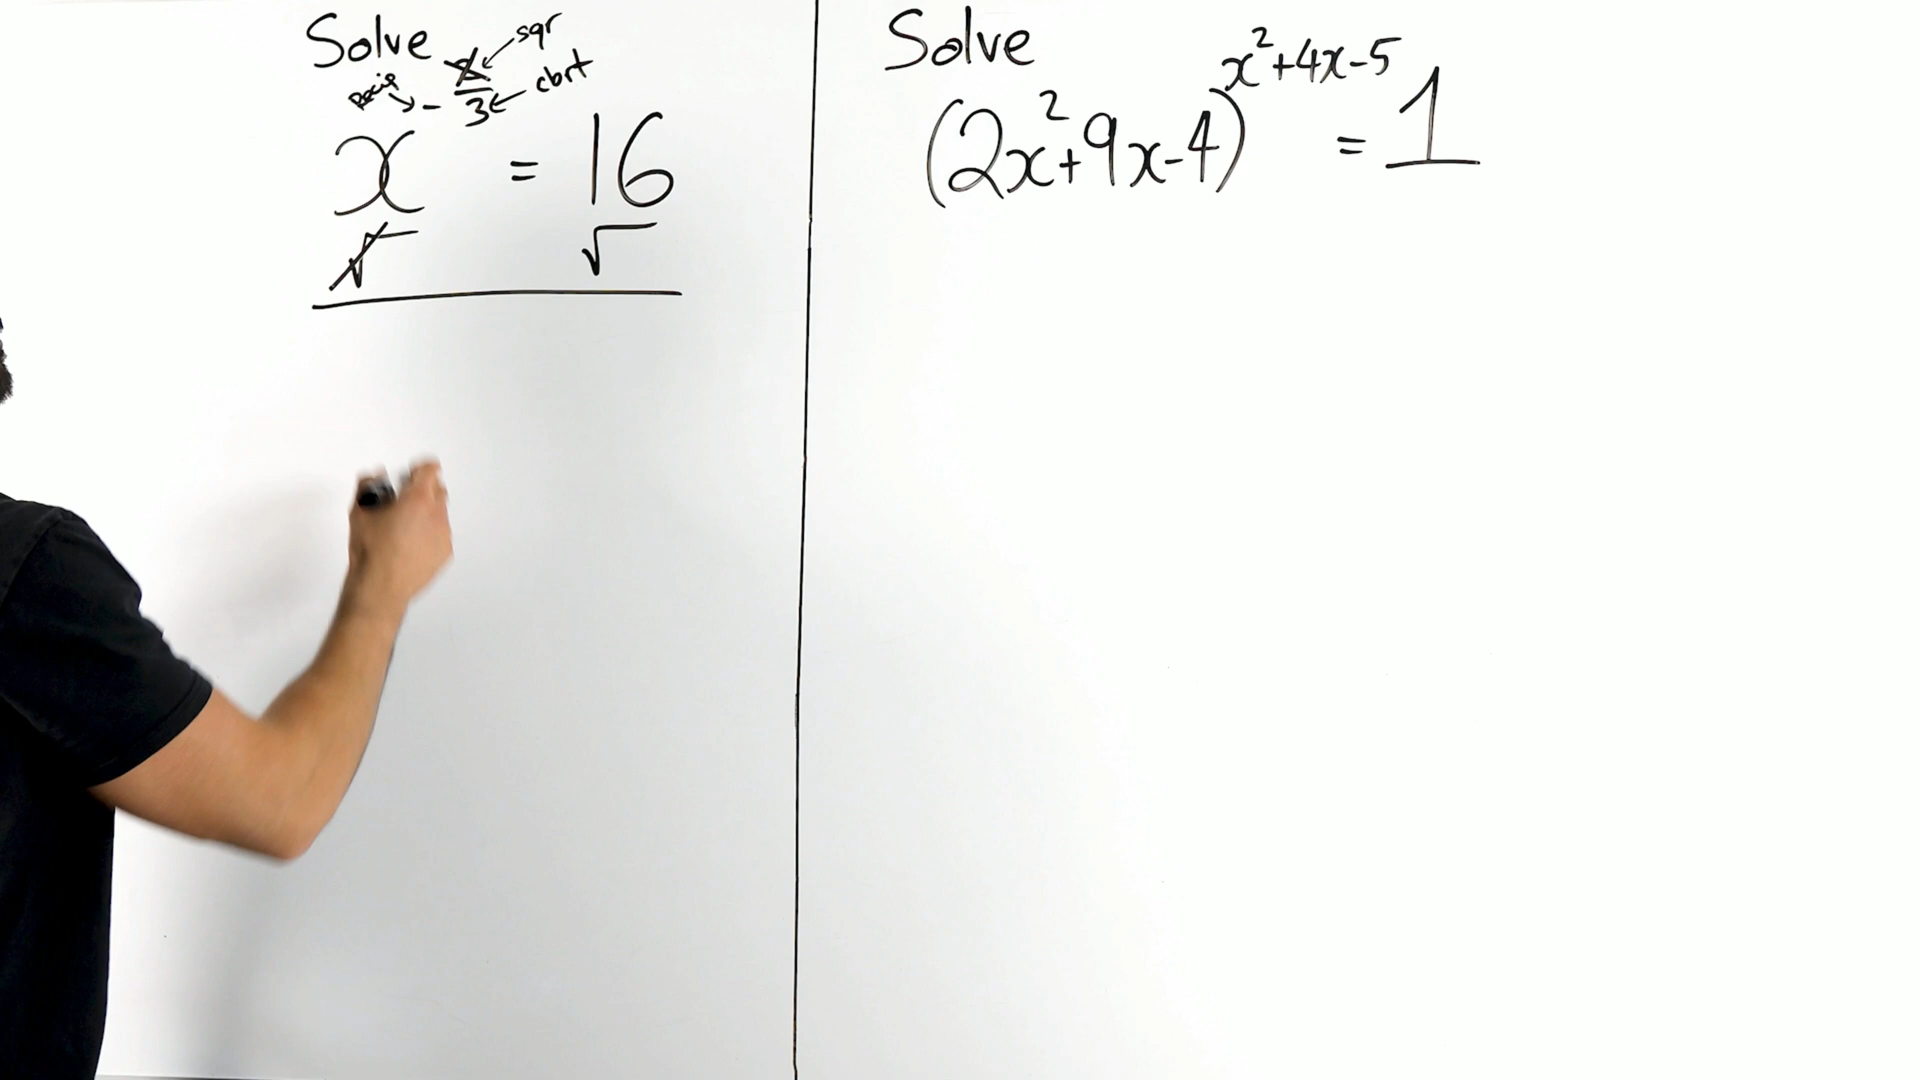 Solve
2 ← sqr
Recip → - 3 ← cbrt
x = 16
√ √
Solve
(2x²+9x-4)^x²+4x-5 = 1